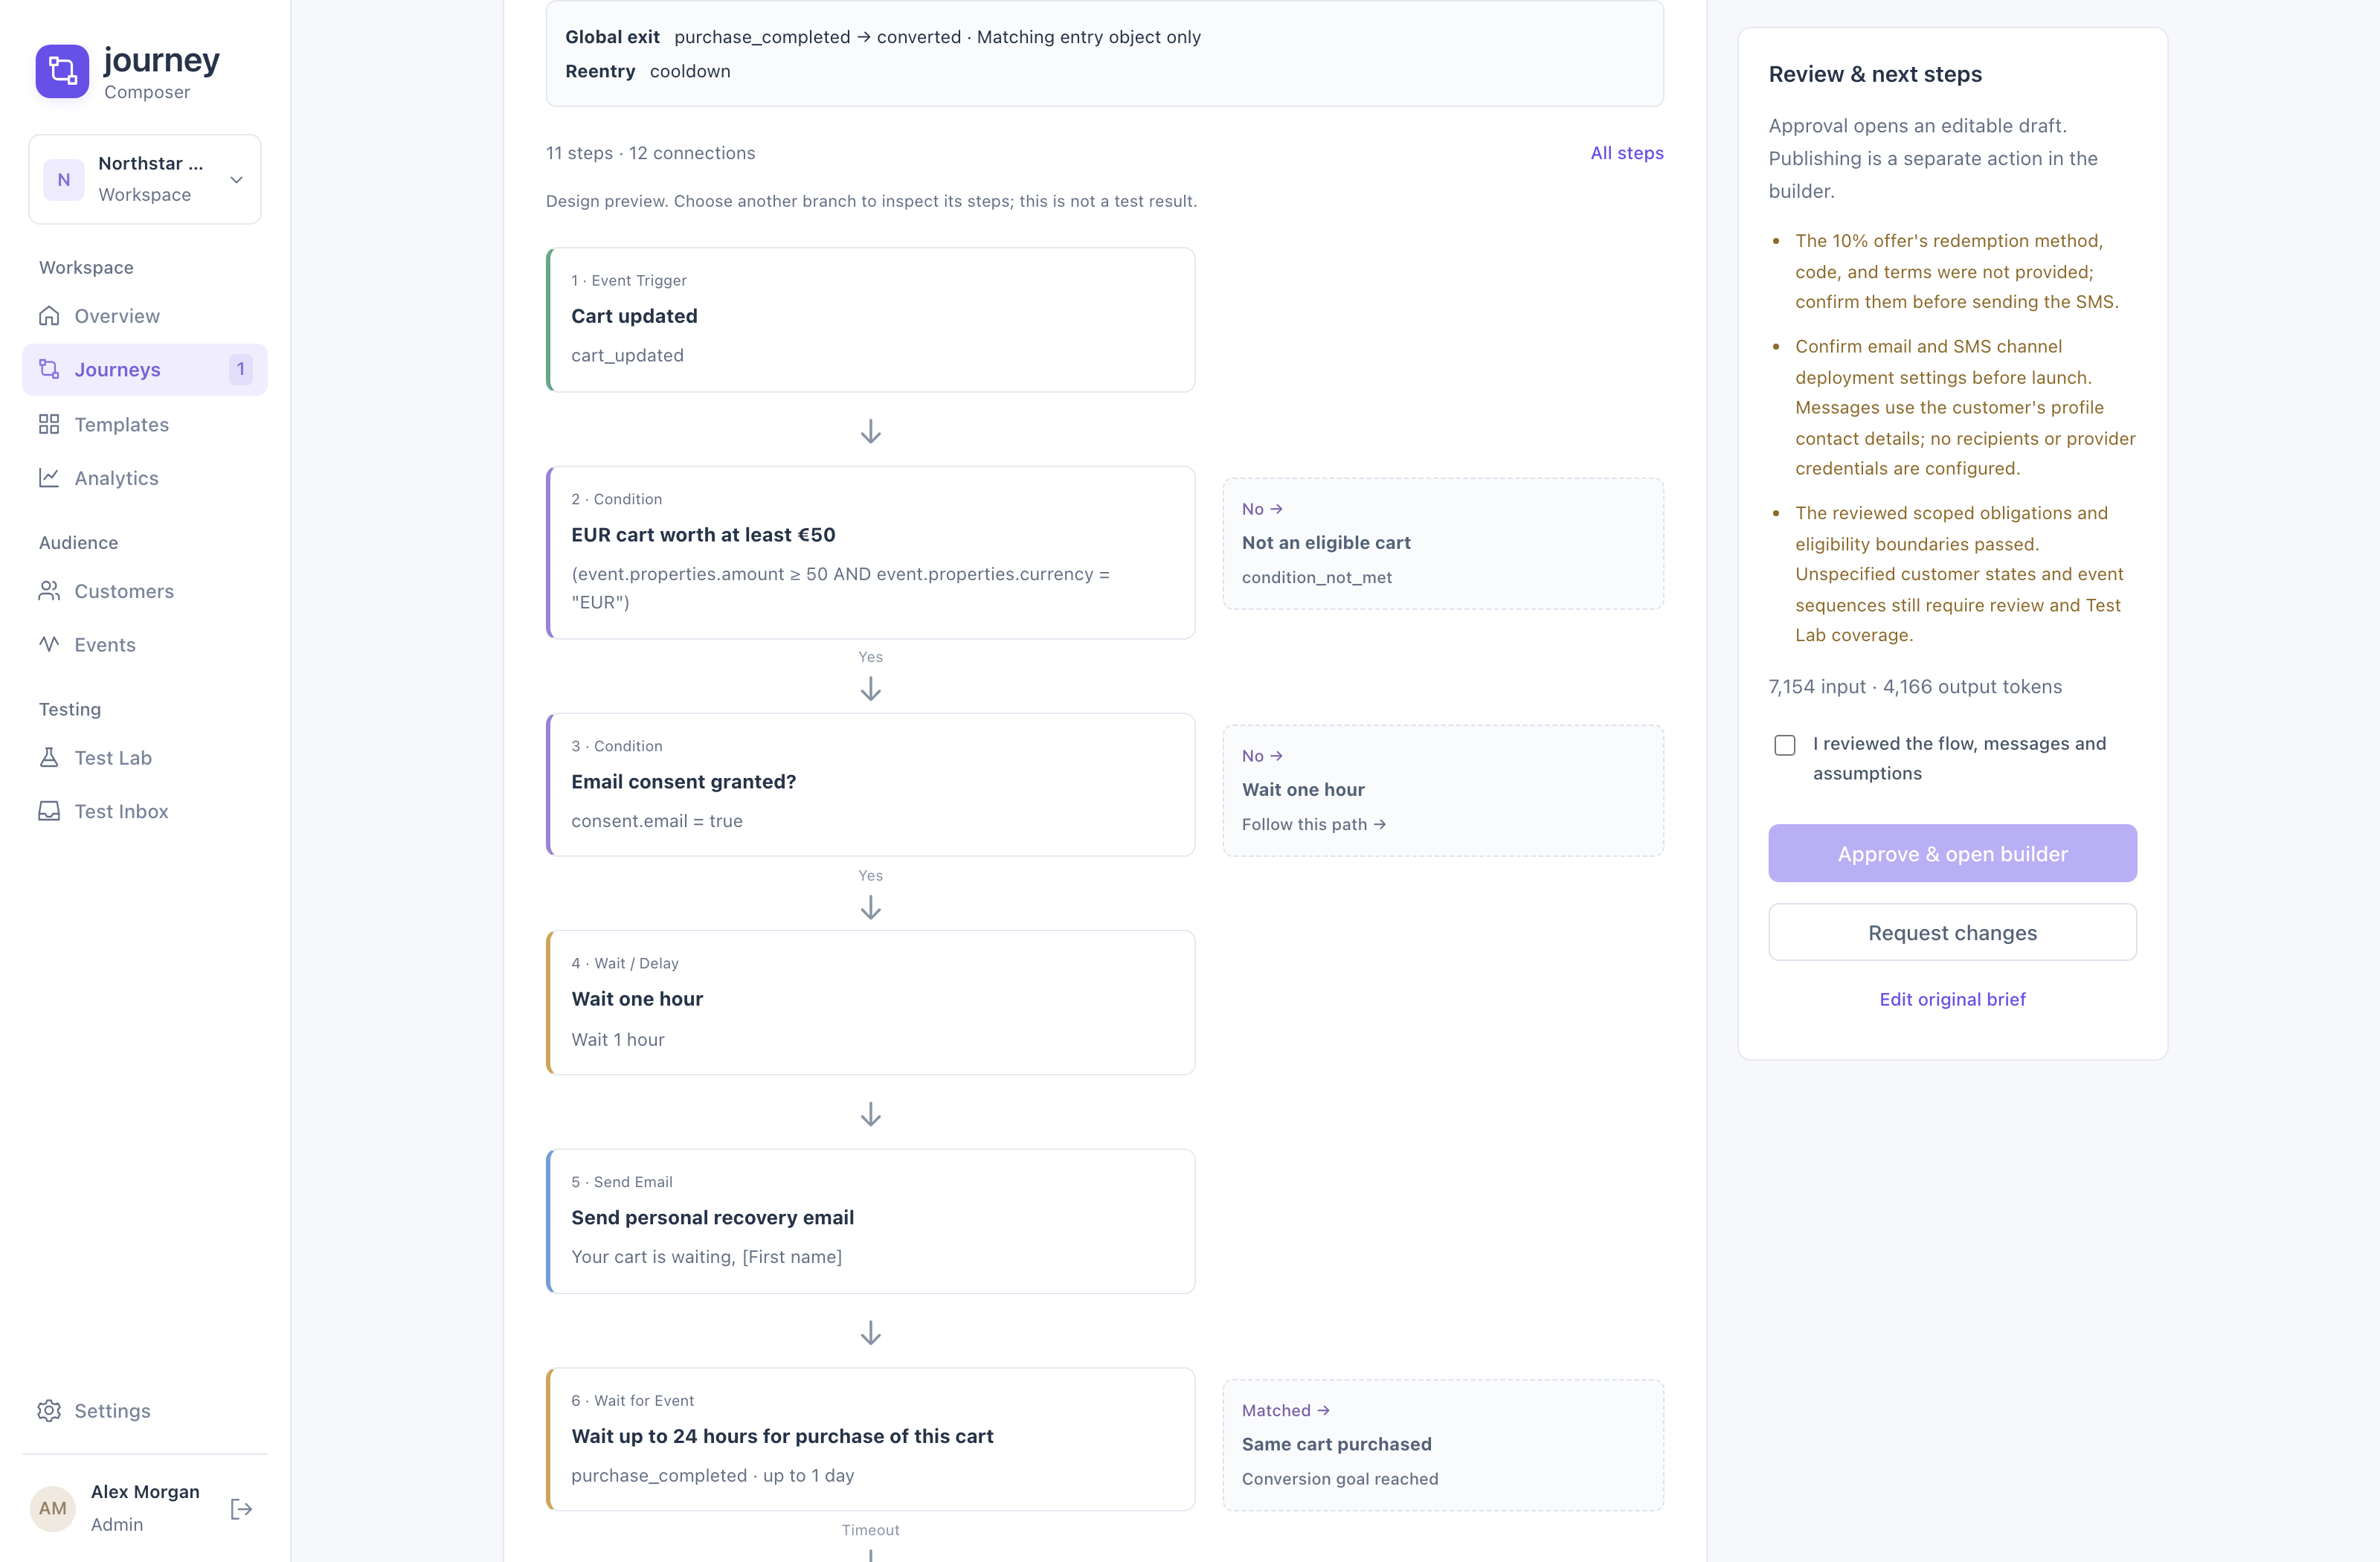 journey
Composer
N
Northstar ...
Workspace
Workspace
Overview
Journeys
1
Templates
Analytics
Audience
Customers
Events
Testing
Test Lab
Test Inbox
Settings
AM
Alex Morgan
Admin
Global exit purchase_completed → converted · Matching entry object only
Reentry cooldown
11 steps · 12 connections
All steps
Design preview. Choose another branch to inspect its steps; this is not a test result.
1 · Event Trigger
Cart updated
cart_updated
2 · Condition
EUR cart worth at least €50
(event.properties.amount ≥ 50 AND event.properties.currency =
"EUR")
No →
Not an eligible cart
condition_not_met
Yes
3 · Condition
Email consent granted?
consent.email = true
No →
Wait one hour
Follow this path →
Yes
4 · Wait / Delay
Wait one hour
Wait 1 hour
5 · Send Email
Send personal recovery email
Your cart is waiting, [First name]
6 · Wait for Event
Wait up to 24 hours for purchase of this cart
purchase_completed · up to 1 day
Matched →
Same cart purchased
Conversion goal reached
Timeout
Review & next steps
Approval opens an editable draft.
Publishing is a separate action in the
builder.
• The 10% offer's redemption method,
code, and terms were not provided;
confirm them before sending the SMS.
• Confirm email and SMS channel
deployment settings before launch.
Messages use the customer's profile
contact details; no recipients or provider
credentials are configured.
• The reviewed scoped obligations and
eligibility boundaries passed.
Unspecified customer states and event
sequences still require review and Test
Lab coverage.
7,154 input · 4,166 output tokens
I reviewed the flow, messages and
assumptions
Approve & open builder
Request changes
Edit original brief